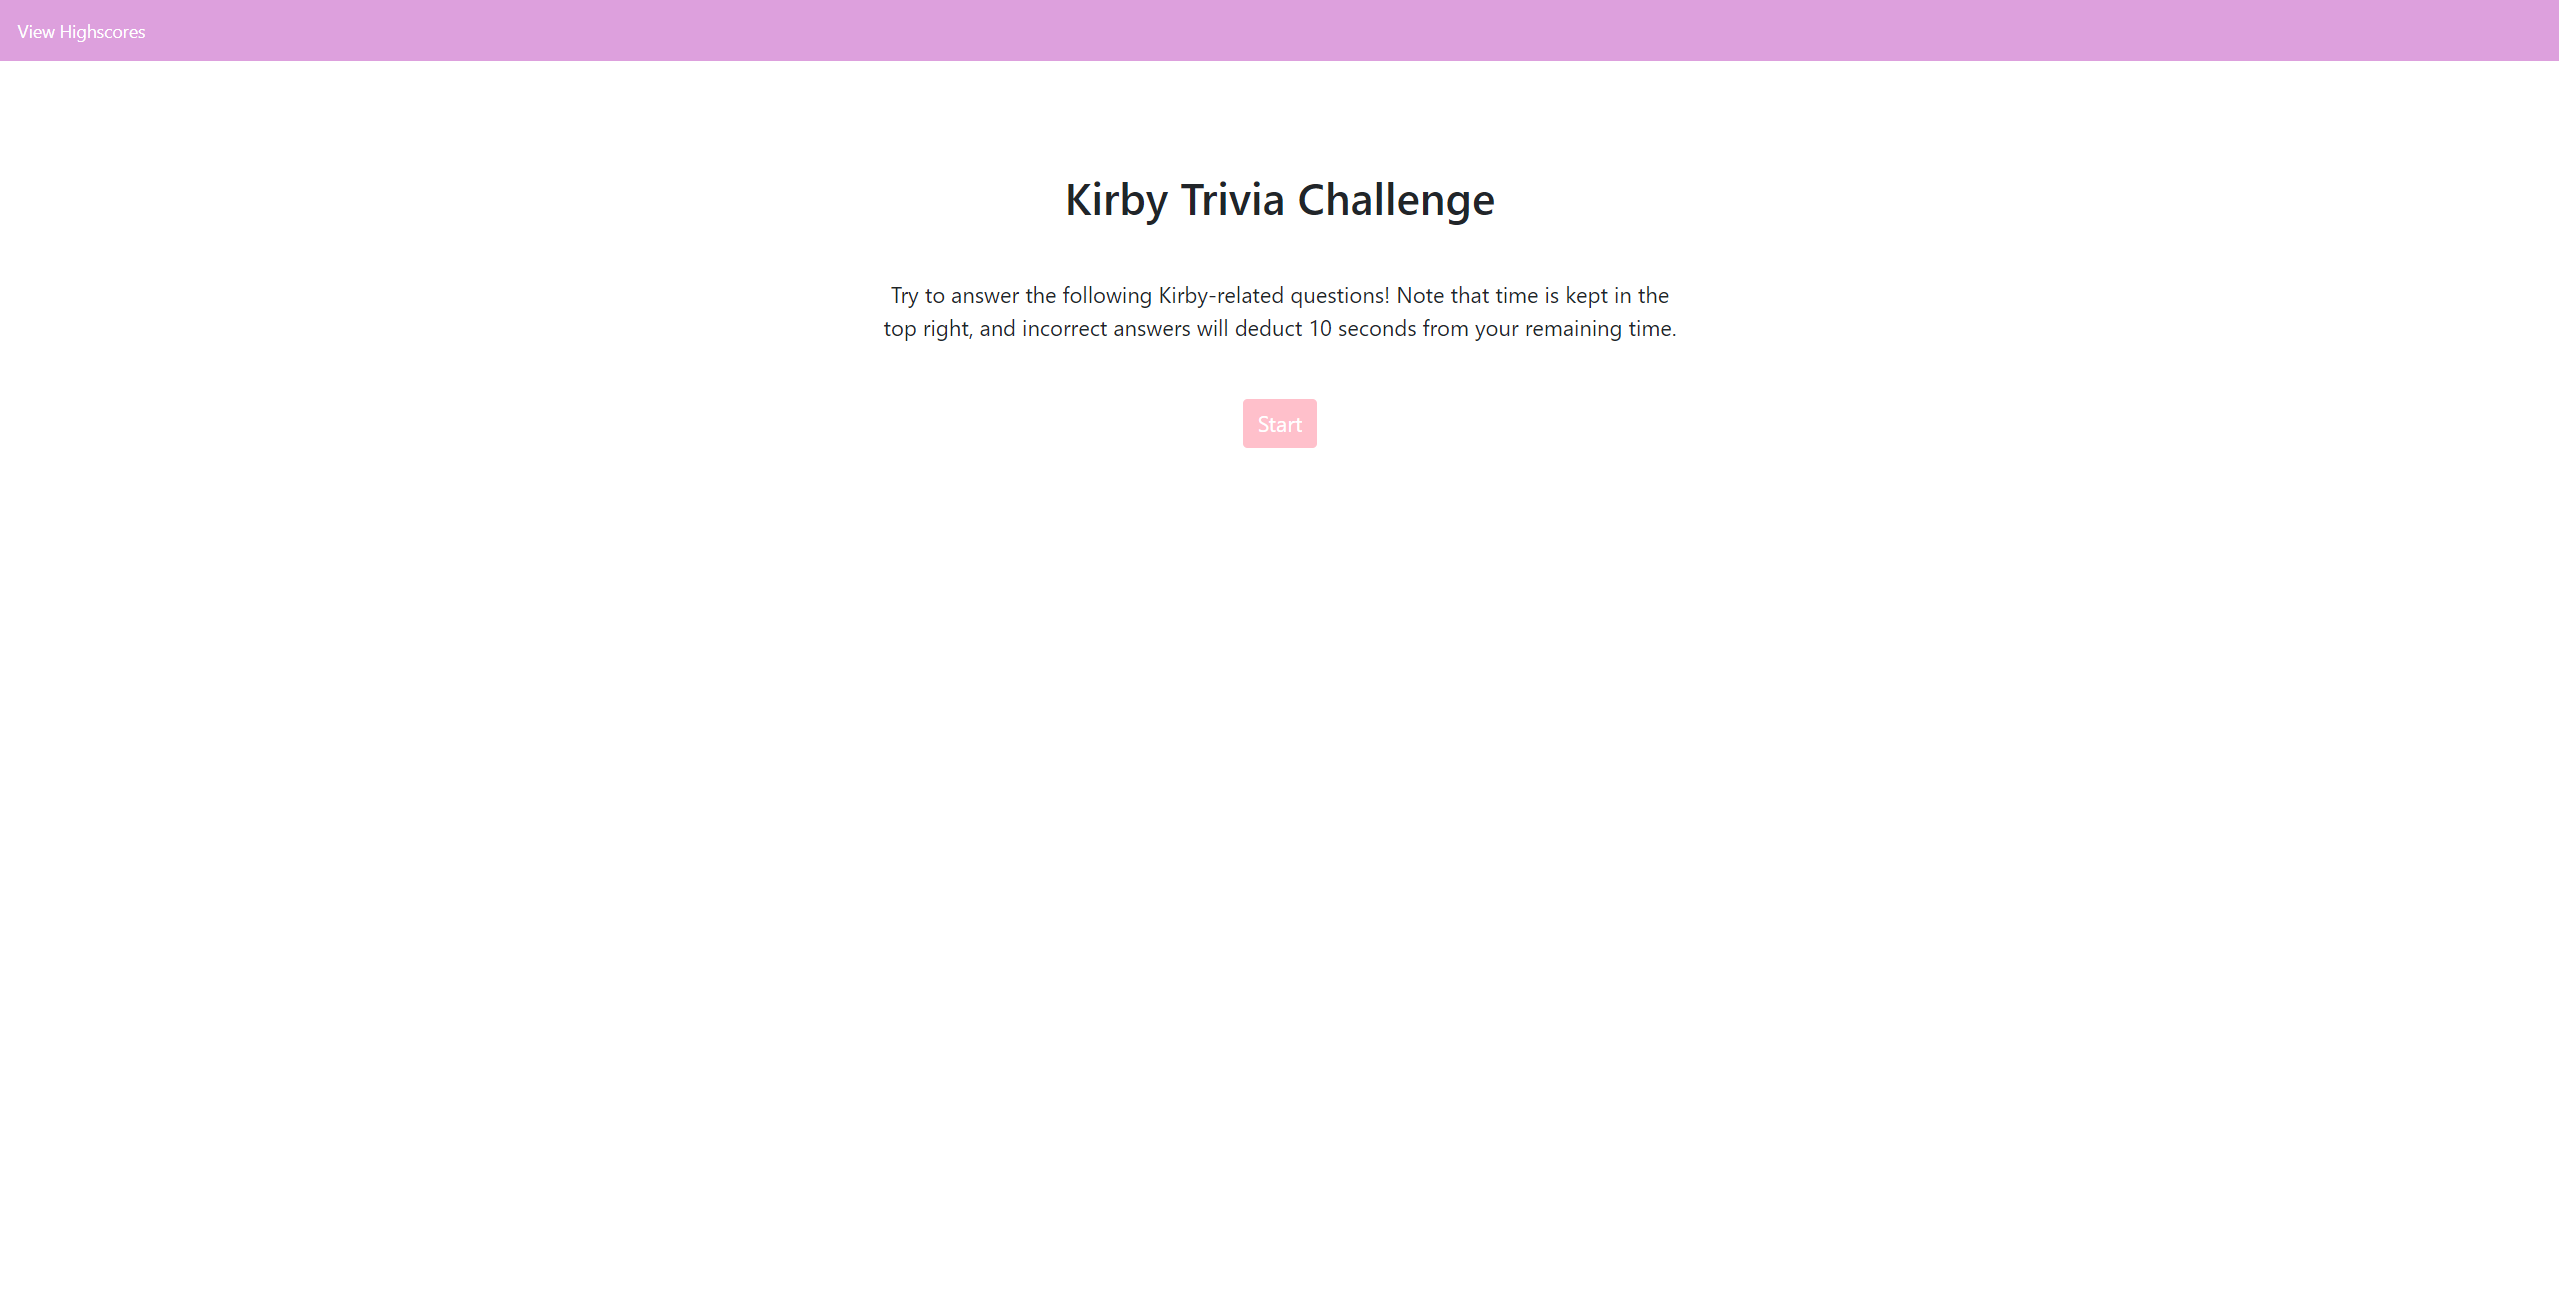 View Highscores
Kirby Trivia Challenge
Try to answer the following Kirby-related questions! Note that time is kept in the
top right, and incorrect answers will deduct 10 seconds from your remaining time.
Start